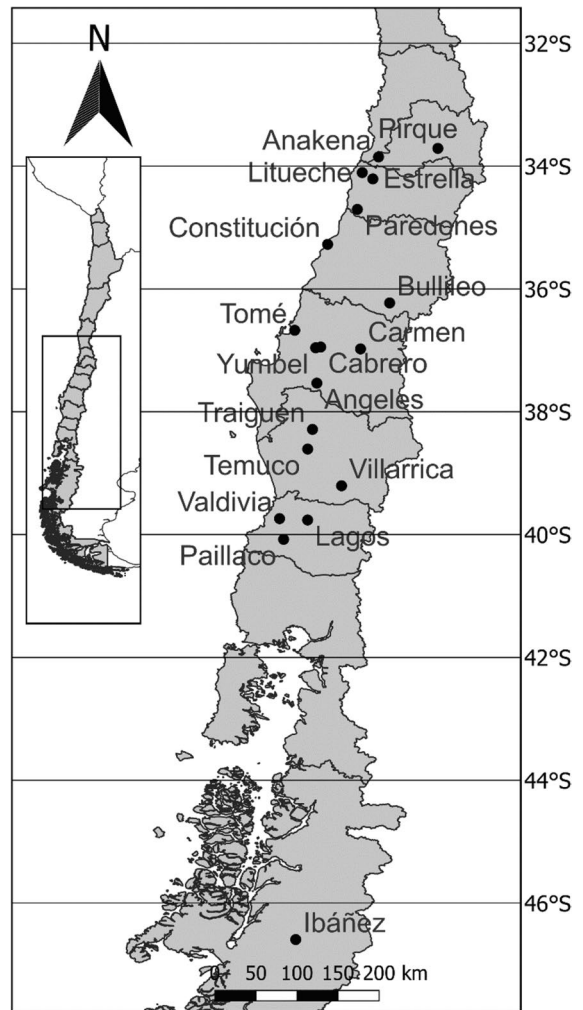 N
32°S
Pirque
Anakena
34°S
Litueche
Estrella
Constitución
Paredenes
Bullileo
36°S
Tomé
Carmen
Yumbel
Cabrero
Angeles
38°S
Traiguén
Temuco
Villarrica
Valdivia
40°S
Lagos
Paillaco
42°S
44°S
46°S
Ibáñez
0 50 100 150 200 km